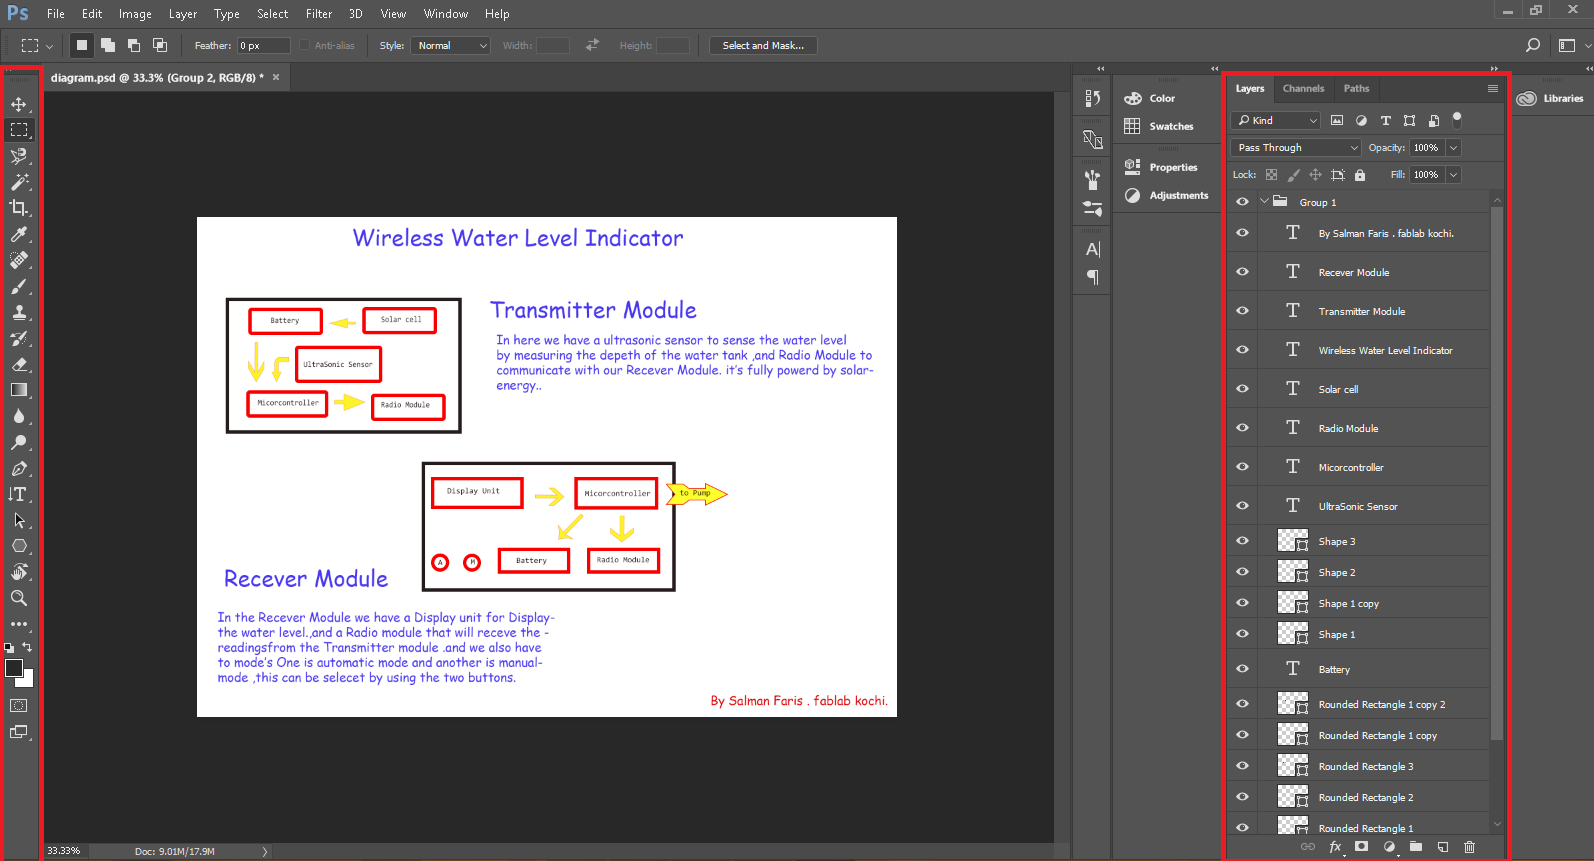 Ps File Edit Image Layer Type Select Filter 3D View Window Help
Feather: 0 px Anti-alias Style: Normal Width: Height: Select and Mask...
diagram.psd @ 33.3% (Group 2, RGB/8) * ×
Wireless Water Level Indicator
Battery
Solar cell
UltraSonic Sensor
Micorcontroller
Radio Module
Transmitter Module
In here we have a ultrasonic sensor to sense the water level
by measuring the depeth of the water tank ,and Radio Module to
communicate with our Recever Module. it's fully powerd by solar-
energy..
Display Unit
Micorcontroller
to Pump
A
M
Battery
Radio Module
Recever Module
In the Recever Module we have a Display unit for Display-
the water level.,and a Radio module that will receve the -
readingsfrom the Transmitter module .and we also have
to mode's One is automatic mode and another is manual-
mode ,this can be selecet by using the two buttons.
By Salman Faris . fablab kochi.
33.33% Doc: 9.01M/17.9M
Color
Swatches
Properties
Adjustments
Layers Channels Paths
Kind
Pass Through Opacity: 100%
Lock: Fill: 100%
Group 1
By Salman Faris . fablab kochi.
Recever Module
Transmitter Module
Wireless Water Level Indicator
Solar cell
Radio Module
Micorcontroller
UltraSonic Sensor
Shape 3
Shape 2
Shape 1 copy
Shape 1
Battery
Rounded Rectangle 1 copy 2
Rounded Rectangle 1 copy
Rounded Rectangle 3
Rounded Rectangle 2
Rounded Rectangle 1
fx
Libraries